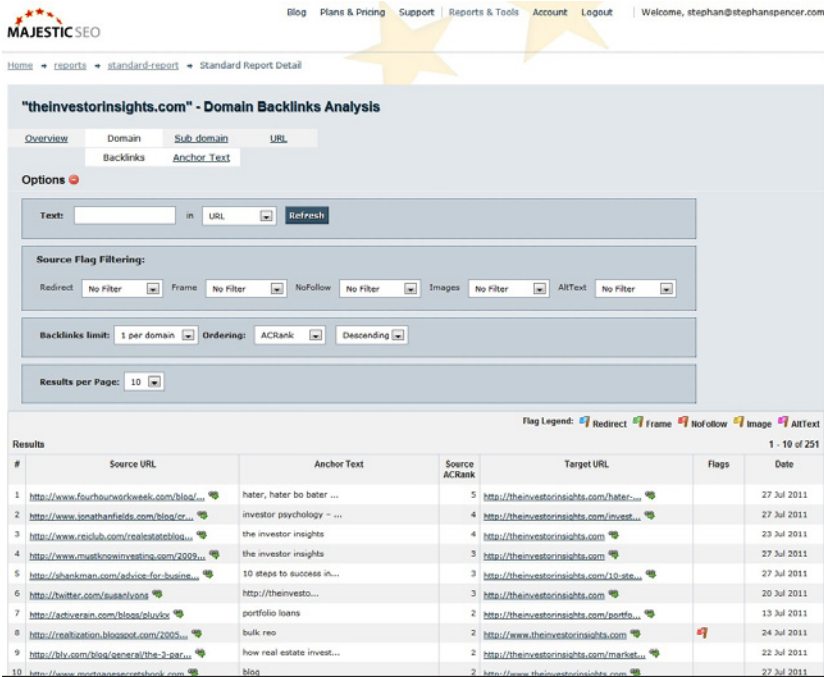 Blog Plans & Pricing Support Reports & Tools Account Logout Welcome, stephan@stephanspencer.com
MAJESTIC SEO
Home → reports → standard-report → Standard Report Detail
"theinvestorinsights.com" - Domain Backlinks Analysis
Overview Domain Sub domain URL
Backlinks Anchor Text
Options
Text: in URL Refresh
Source Flag Filtering:
Redirect No Filter Frame No Filter NoFollow No Filter Images No Filter AltText No Filter
Backlinks limit: 1 per domain Ordering: ACRank Descending
Results per Page: 10
Flag Legend: Redirect Frame NoFollow Image AltText
Results 1 - 10 of 251
# Source URL Anchor Text Source ACRank Target URL Flags Date
1 http://www.fourhourworkweek.com/blog/... hater, hater bo bater ... 5 http://theinvestorinsights.com/hater-... 27 Jul 2011
2 http://www.jonathanfields.com/blog/cr... investor psychology – ... 4 http://theinvestorinsights.com/invest... 27 Jul 2011
3 http://www.reiclub.com/realestateblog... the investor insights 4 http://theinvestorinsights.com 23 Jul 2011
4 http://www.mustknowinvesting.com/2009... the investor insights 3 http://theinvestorinsights.com 27 Jul 2011
5 http://shankman.com/advice-for-busine... 10 steps to success in... 3 http://theinvestorinsights.com/10-ste... 27 Jul 2011
6 http://twitter.com/susanlyons http://theinvesto... 3 http://theinvestorinsights.com 20 Jul 2011
7 http://activerain.com/blogs/pluykx portfolio loans 2 http://theinvestorinsights.com/portfo... 13 Jul 2011
8 http://realtization.blogspot.com/2005... bulk reo 2 http://www.theinvestorinsights.com 24 Jul 2011
9 http://bly.com/blog/general/the-3-par... how real estate invest... 2 http://theinvestorinsights.com/market... 22 Jul 2011
10 http://www.mortgagesecretsbook.com blog 2 http://www.theinvestorinsights.com 27 Jul 2011